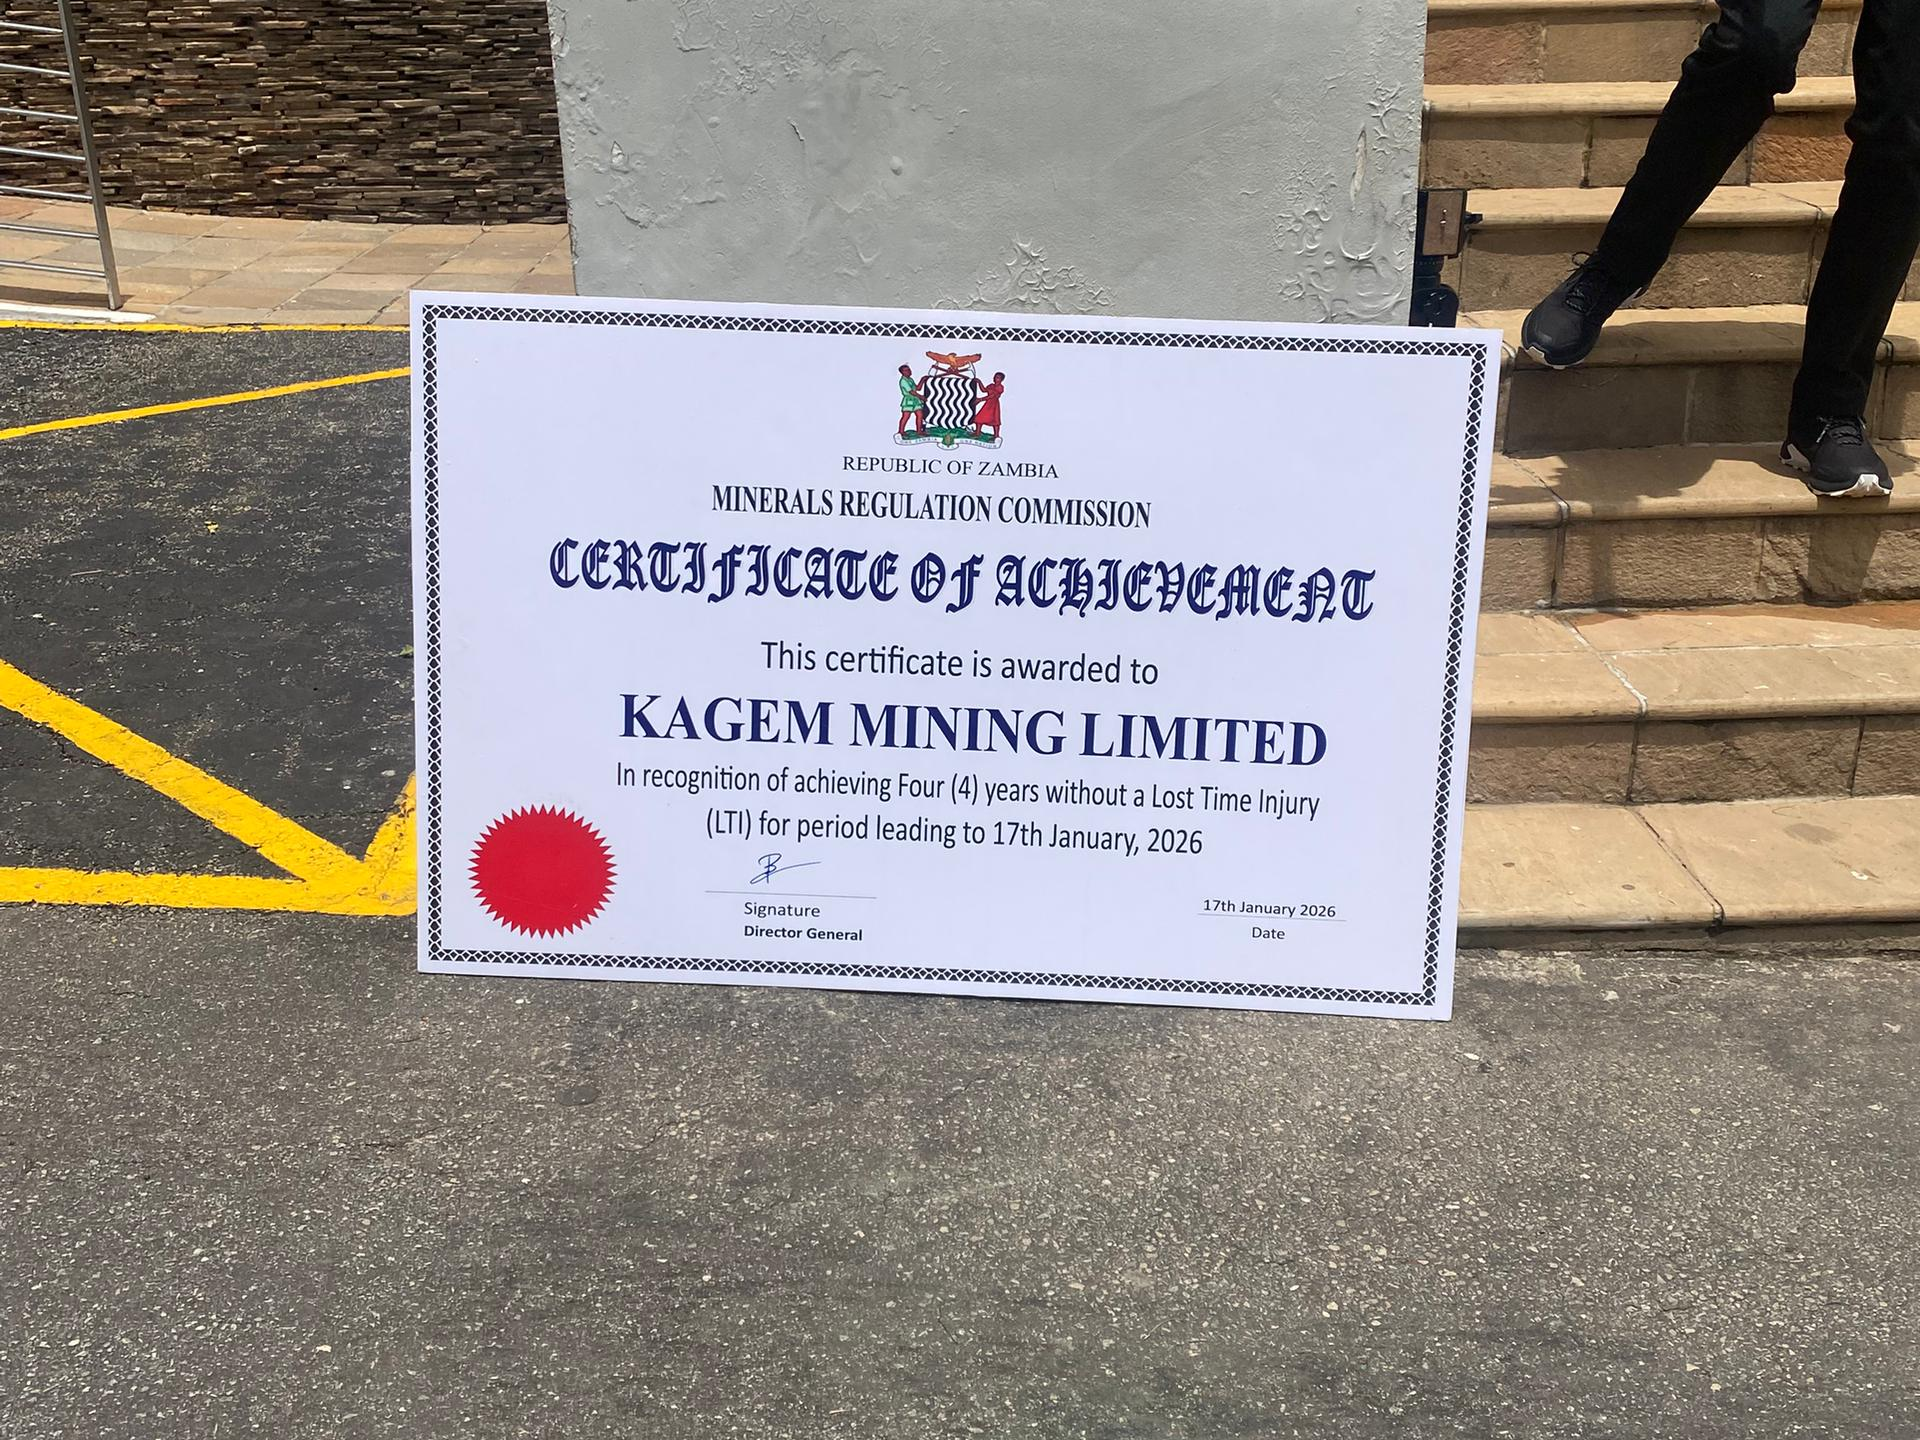 REPUBLIC OF ZAMBIA
MINERALS REGULATION COMMISSION
CERTIFICATE OF ACHIEVEMENT
This certificate is awarded to
KAGEM MINING LIMITED
In recognition of achieving Four (4) years without a Lost Time Injury
(LTI) for period leading to 17th January, 2026
Signature
Director General
17th January 2026
Date